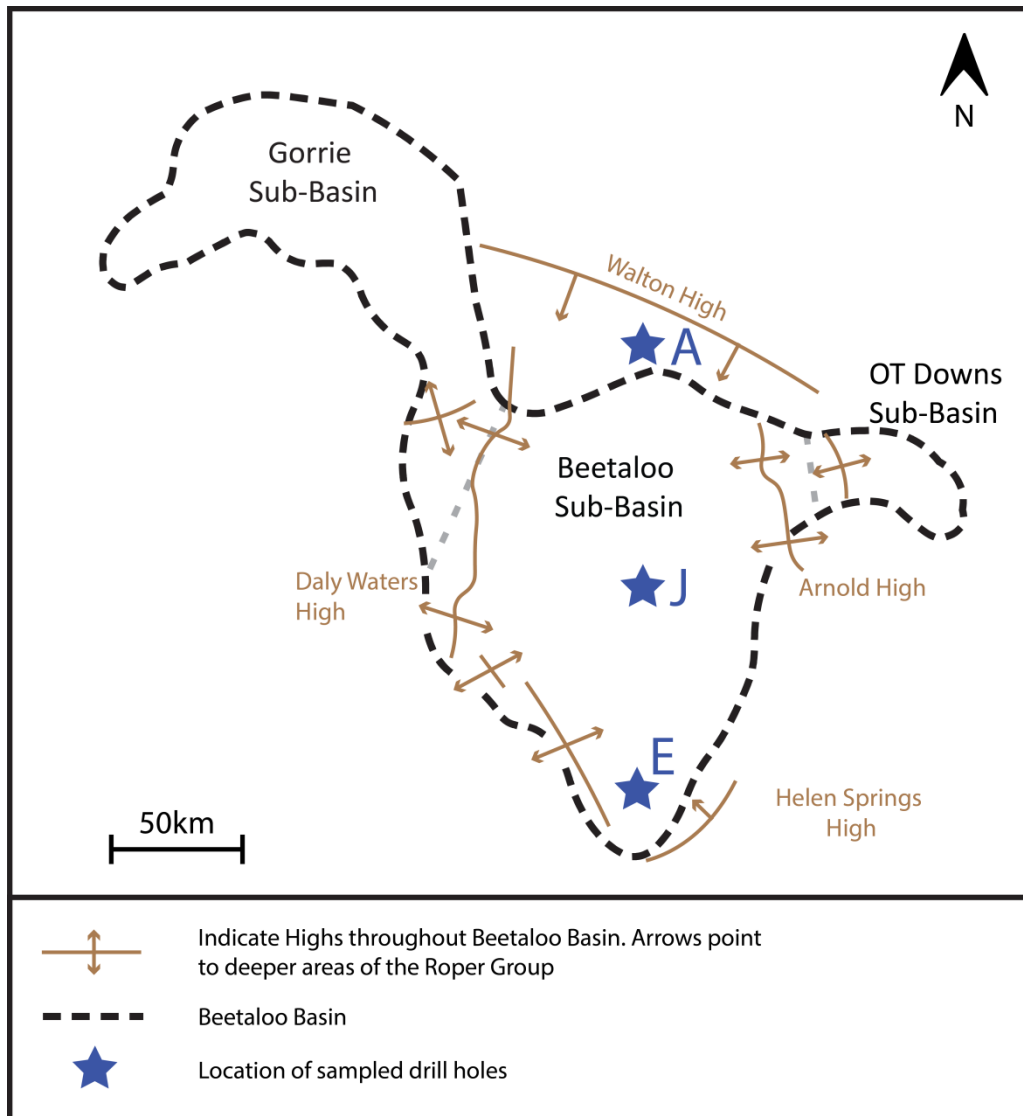 N
Gorrie
Sub-Basin
Walton High
A
OT Downs
Sub-Basin
Beetaloo
Sub-Basin
Daly Waters
High
J
Arnold High
E
Helen Springs
High
50km
Indicate Highs throughout Beetaloo Basin. Arrows point
to deeper areas of the Roper Group
Beetaloo Basin
Location of sampled drill holes